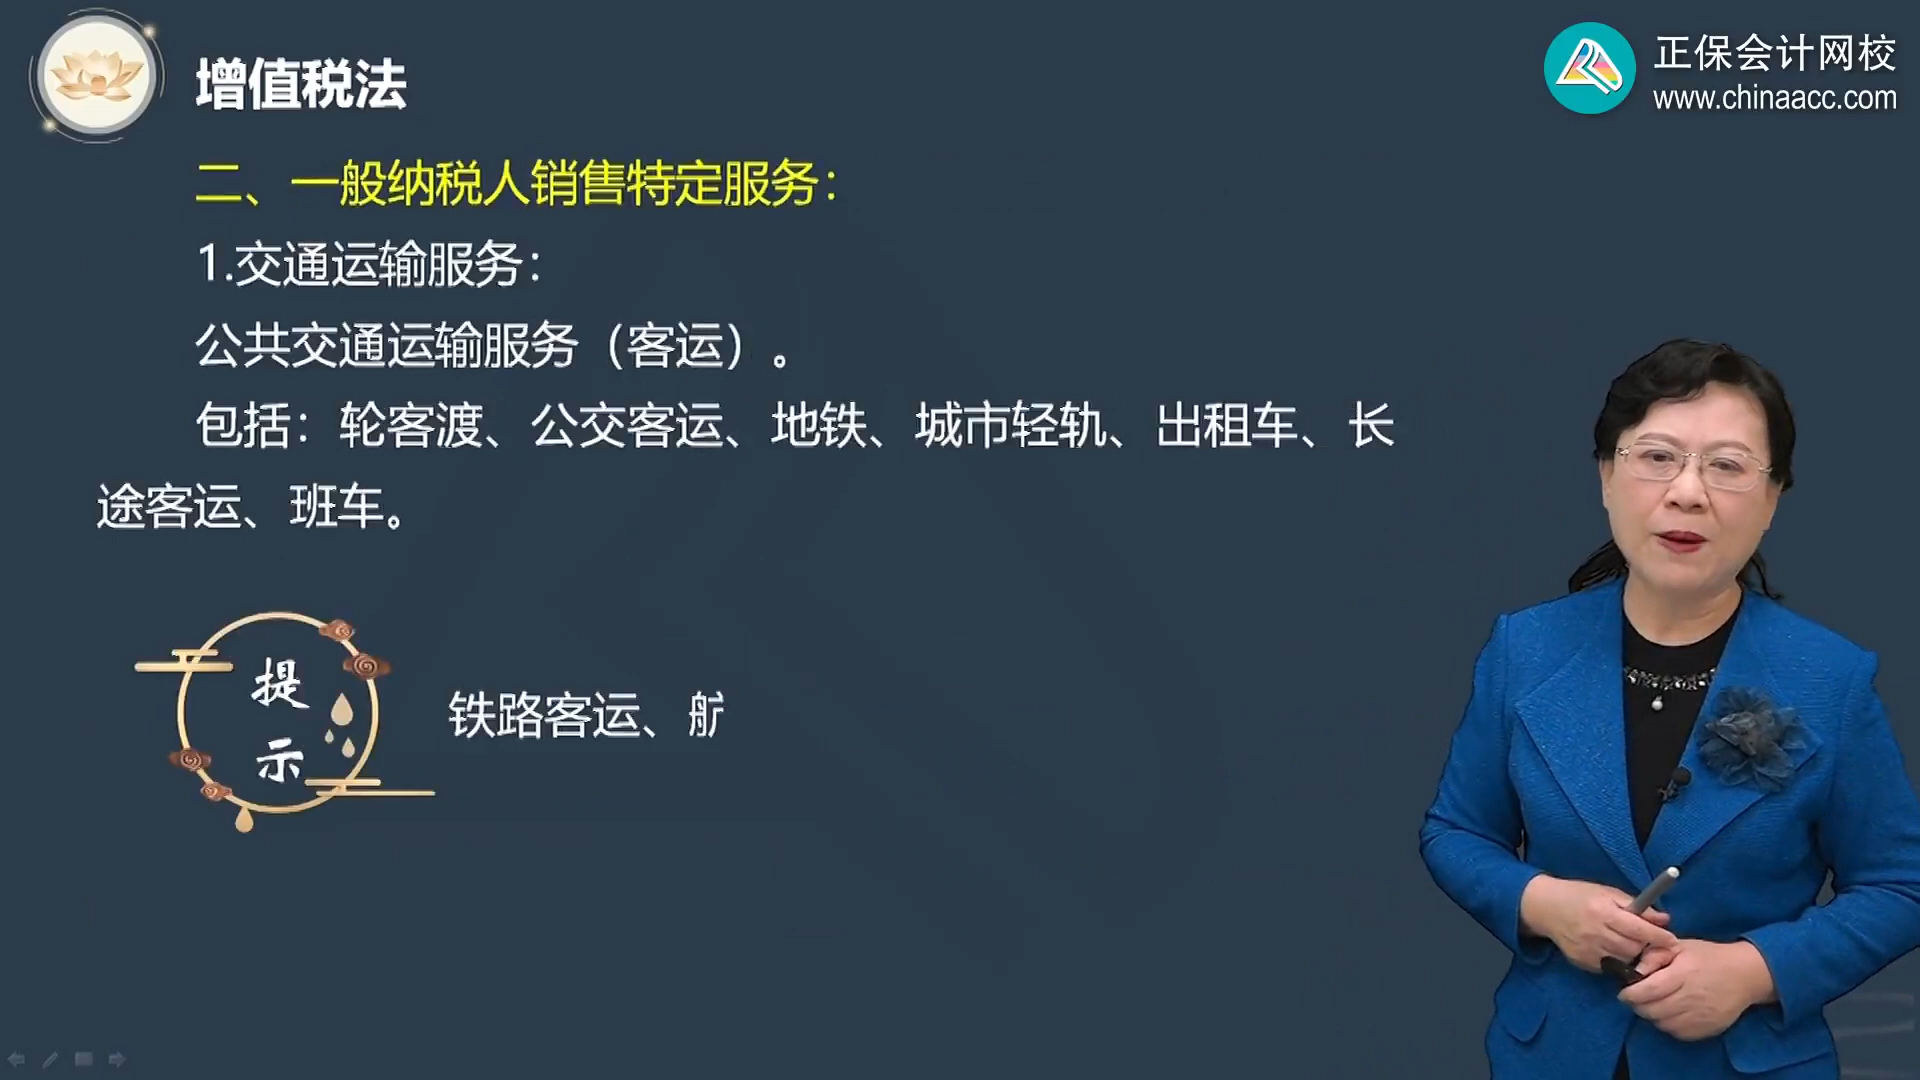 增值税法
正保会计网校
www.chinaacc.com
二、一般纳税人销售特定服务：
1.交通运输服务：
公共交通运输服务（客运）。
包括：轮客渡、公交客运、地铁、城市轻轨、出租车、长
途客运、班车。
提
示
铁路客运、